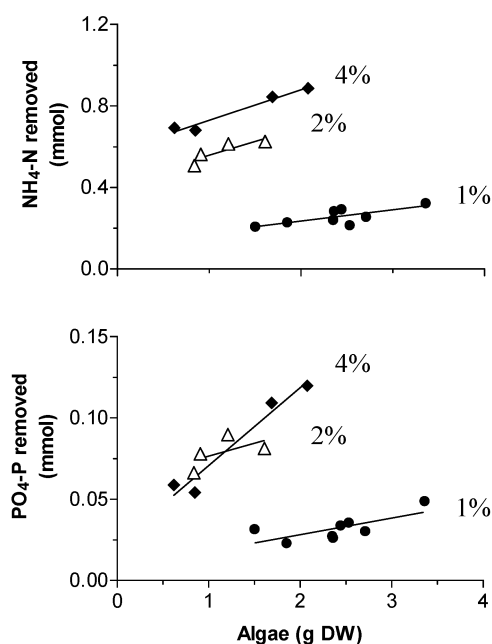 1.2
4%
0.8
2%
0.4
1%
0.0
NH4-N removed
(mmol)
0.15
4%
0.10
2%
0.05
1%
0.00
PO4-P removed
(mmol)
0 1 2 3 4
Algae (g DW)